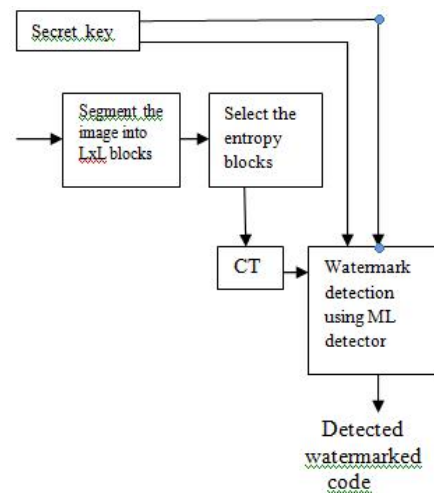 Secret key
Segment the
image into
LxL blocks
Select the
entropy
blocks
CT
Watermark
detection
using ML
detector
Detected
watermarked
code